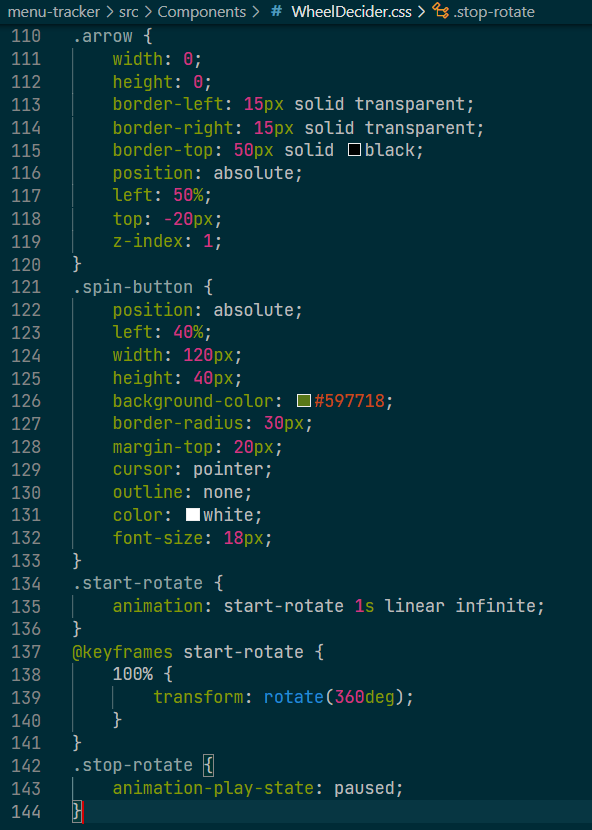 menu-tracker > src > Components > # WheelDecider.css > .stop-rotate
110 .arrow {
111     width: 0;
112     height: 0;
113     border-left: 15px solid transparent;
114     border-right: 15px solid transparent;
115     border-top: 50px solid black;
116     position: absolute;
117     left: 50%;
118     top: -20px;
119     z-index: 1;
120 }
121 .spin-button {
122     position: absolute;
123     left: 40%;
124     width: 120px;
125     height: 40px;
126     background-color: #597718;
127     border-radius: 30px;
128     margin-top: 20px;
129     cursor: pointer;
130     outline: none;
131     color: white;
132     font-size: 18px;
133 }
134 .start-rotate {
135     animation: start-rotate 1s linear infinite;
136 }
137 @keyframes start-rotate {
138     100% {
139         transform: rotate(360deg);
140     }
141 }
142 .stop-rotate {
143     animation-play-state: paused;
144 }